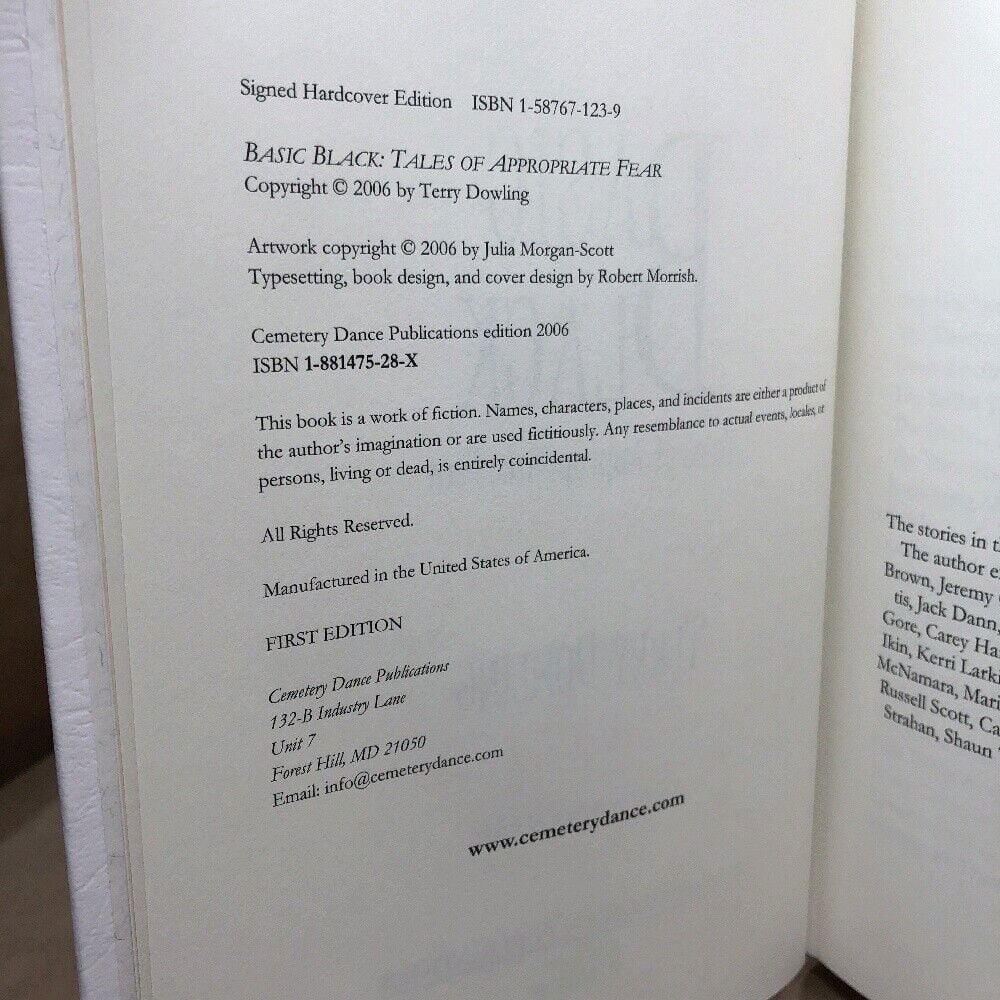 Signed Hardcover Edition ISBN 1-58767-123-9
BASIC BLACK: TALES OF APPROPRIATE FEAR
Copyright © 2006 by Terry Dowling
Artwork copyright © 2006 by Julia Morgan-Scott
Typesetting, book design, and cover design by Robert Morrish.
Cemetery Dance Publications edition 2006
ISBN 1-881475-28-X
This book is a work of fiction. Names, characters, places, and incidents are either a product of
the author's imagination or are used fictitiously. Any resemblance to actual events, locales, or
persons, living or dead, is entirely coincidental.
All Rights Reserved.
Manufactured in the United States of America.
FIRST EDITION
Cemetery Dance Publications
132-B Industry Lane
Unit 7
Forest Hill, MD 21050
Email: info@cemeterydance.com
www.cemeterydance.com
The stories in
The author
Brown, Jeremy
tis, Jack Dann,
Gore, Carey
Ikin, Kerri
McNamara,
Russell Scott,
Strahan, Shaun